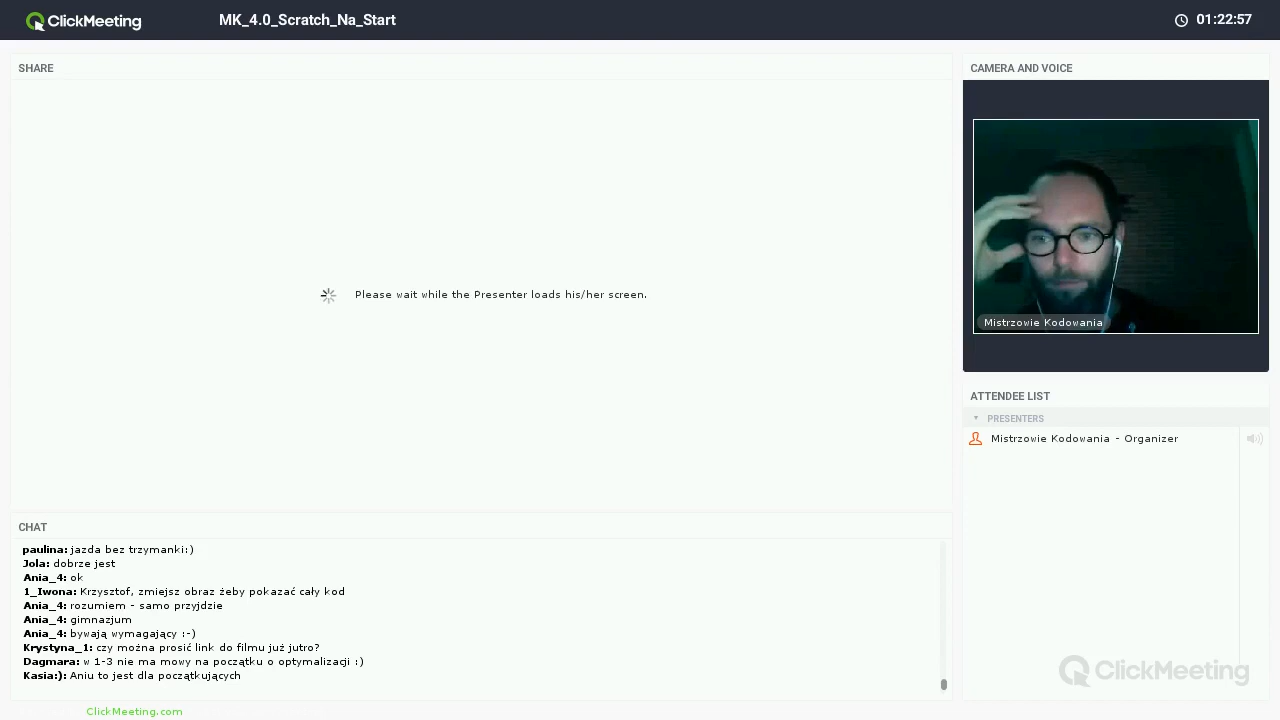 ClickMeeting
MK_4.0_Scratch_Na_Start
01:22:57
SHARE
Please wait while the Presenter loads his/her screen.
CAMERA AND VOICE
Mistrzowie Kodowania
ATTENDEE LIST
PRESENTERS
Mistrzowie Kodowania - Organizer
CHAT
paulina: jazda bez trzymanki:)
Jola: dobrze jest
Ania_4: ok
1_Iwona: Krzysztof, zmiejsz obraz żeby pokazać cały kod
Ania_4: rozumiem - samo przyjdzie
Ania_4: gimnazjum
Ania_4: bywają wymagający :-)
Krystyna_1: czy można prosić link do filmu już jutro?
Dagmara: w 1-3 nie ma mowy na początku o optymalizacji :)
Kasia:): Aniu to jest dla początkujących
ClickMeeting
ClickMeeting.com